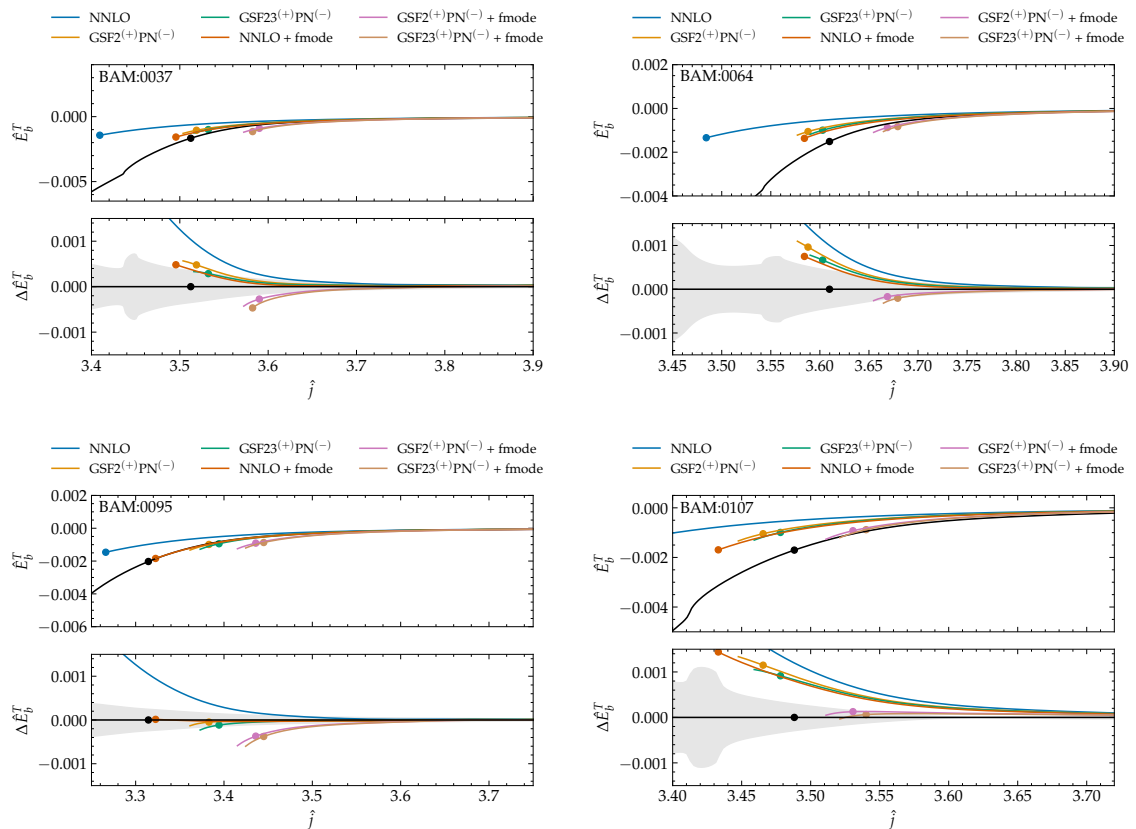 NNLO GSF23⁽⁺⁾PN⁽⁻⁾ GSF2⁽⁺⁾PN⁽⁻⁾ + fmode
GSF2⁽⁺⁾PN⁽⁻⁾ NNLO + fmode GSF23⁽⁺⁾PN⁽⁻⁾ + fmode
BAM:0037
0.000
−0.005
Ê_b^T
0.001
0.000
−0.001
ΔÊ_b^T
3.4 3.5 3.6 3.7 3.8 3.9
ĵ
NNLO GSF23⁽⁺⁾PN⁽⁻⁾ GSF2⁽⁺⁾PN⁽⁻⁾ + fmode
GSF2⁽⁺⁾PN⁽⁻⁾ NNLO + fmode GSF23⁽⁺⁾PN⁽⁻⁾ + fmode
BAM:0064
0.002
0.000
−0.002
−0.004
Ê_b^T
0.001
0.000
−0.001
ΔÊ_b^T
3.45 3.50 3.55 3.60 3.65 3.70 3.75 3.80 3.85 3.90
ĵ
NNLO GSF23⁽⁺⁾PN⁽⁻⁾ GSF2⁽⁺⁾PN⁽⁻⁾ + fmode
GSF2⁽⁺⁾PN⁽⁻⁾ NNLO + fmode GSF23⁽⁺⁾PN⁽⁻⁾ + fmode
BAM:0095
0.002
0.000
−0.002
−0.004
−0.006
Ê_b^T
0.001
0.000
−0.001
ΔÊ_b^T
3.3 3.4 3.5 3.6 3.7
ĵ
NNLO GSF23⁽⁺⁾PN⁽⁻⁾ GSF2⁽⁺⁾PN⁽⁻⁾ + fmode
GSF2⁽⁺⁾PN⁽⁻⁾ NNLO + fmode GSF23⁽⁺⁾PN⁽⁻⁾ + fmode
BAM:0107
0.002
0.000
−0.002
−0.004
Ê_b^T
0.001
0.000
−0.001
ΔÊ_b^T
3.40 3.45 3.50 3.55 3.60 3.65 3.70
ĵ